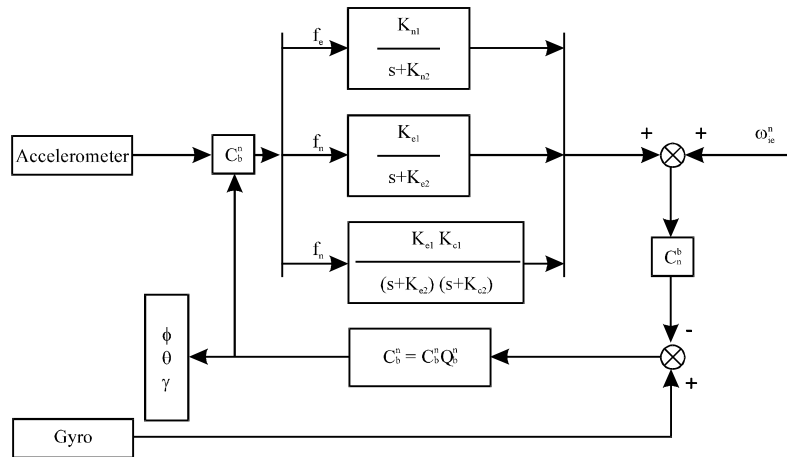 f_e
K_n1
s+K_n2
Accelerometer
C_b^n
f_n
K_e1
s+K_e2
+
+
ω_ie^n
f_n
K_e1 K_c1
(s+K_e2) (s+K_c2)
C_n^b
-
ϕ
θ
γ
C_b^n = C_b^n Q_b^n
+
Gyro